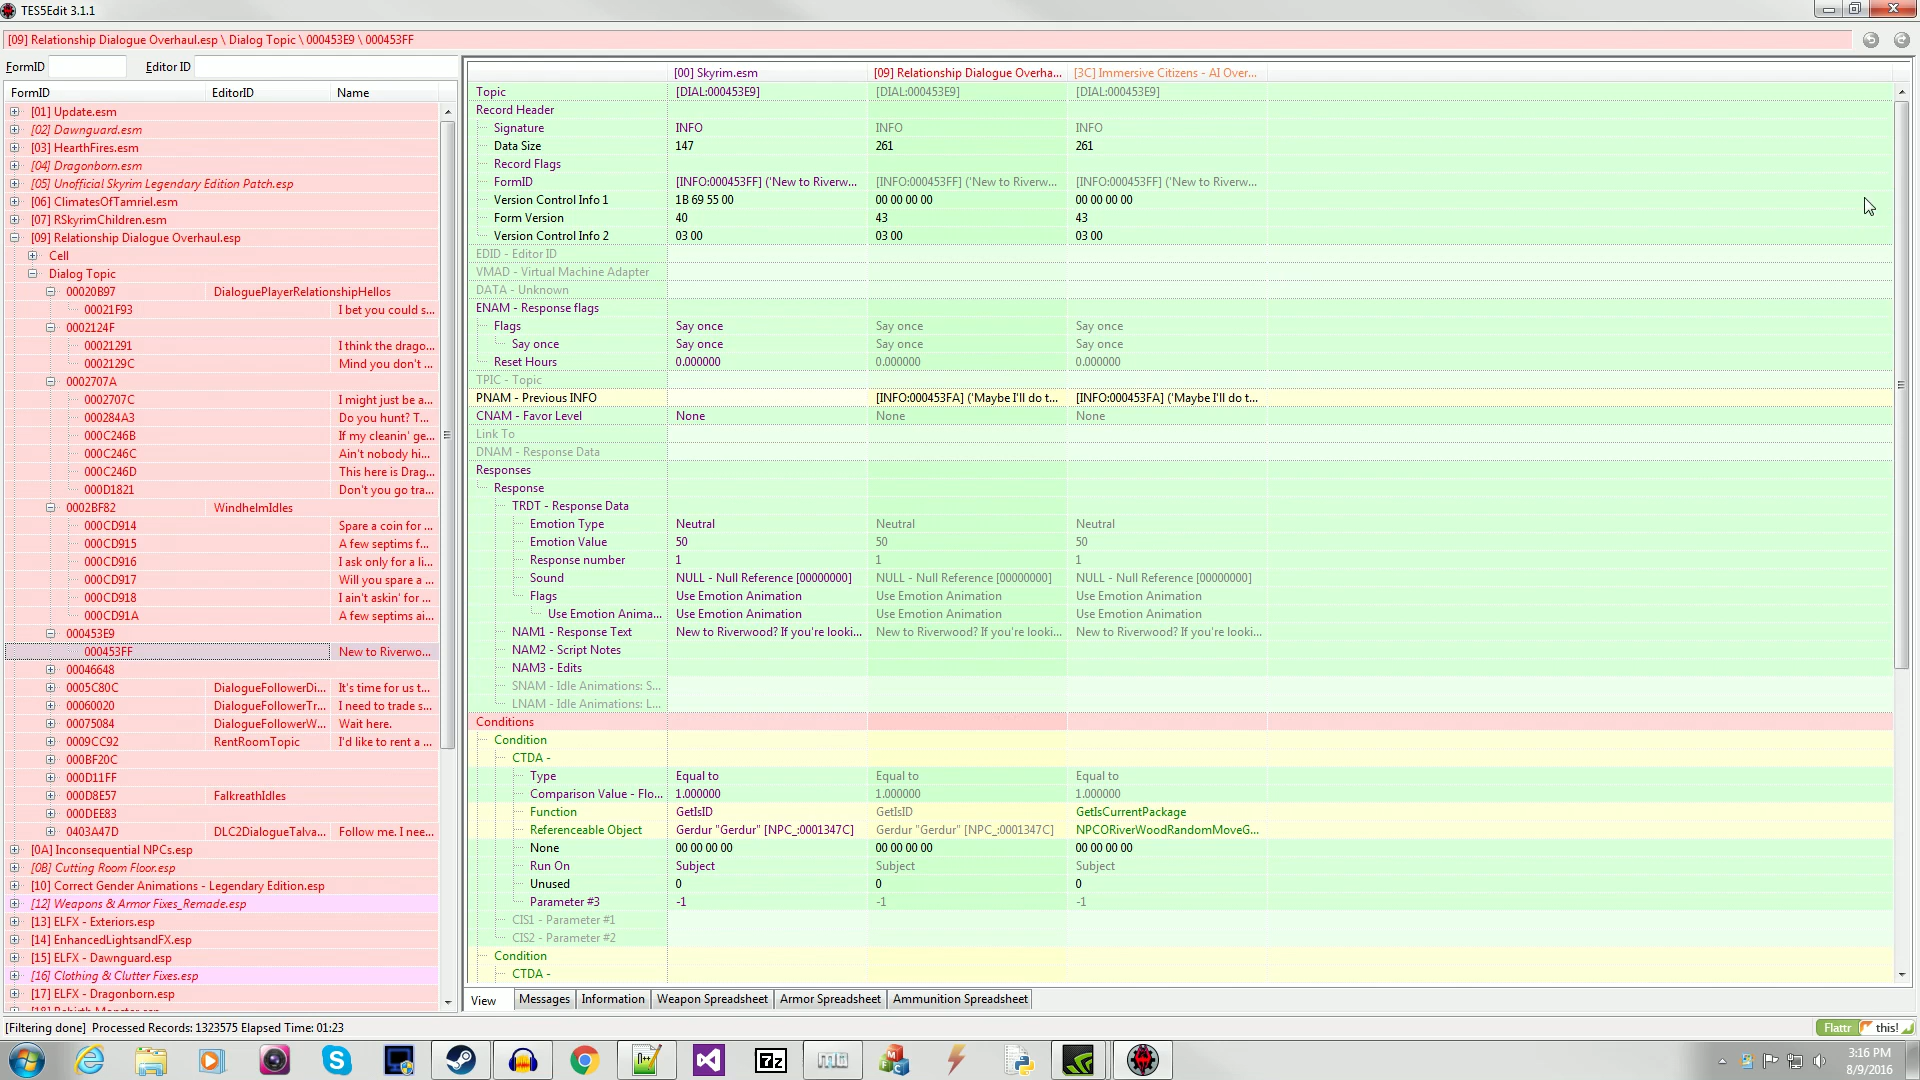 TES5Edit 3.1.1
[09] Relationship Dialogue Overhaul.esp \ Dialog Topic \ 000453E9 \ 000453FF
FormID Editor ID
FormID EditorID Name
[01] Update.esm
[02] Dawnguard.esm
[03] HearthFires.esm
[04] Dragonborn.esm
[05] Unofficial Skyrim Legendary Edition Patch.esp
[06] ClimatesOfTamriel.esm
[07] RSkyrimChildren.esm
[09] Relationship Dialogue Overhaul.esp
Cell
Dialog Topic
00020B97 DialoguePlayerRelationshipHellos
00021F93 I bet you could s...
0002124F
00021291 I think the drago...
0002129C Mind you don't ...
0002707A
0002707C I might just be a...
000284A3 Do you hunt? T...
000C246B If my cleanin' ge...
000C246C Ain't nobody hi...
000C246D This here is Drag...
000D1821 Don't you go tra...
0002BF82 WindhelmIdles
000CD914 Spare a coin for ...
000CD915 A few septims f...
000CD916 I ask only for a li...
000CD917 Will you spare a ...
000CD918 I ain't askin' for ...
000CD91A A few septims ai...
000453E9
000453FF New to Riverwo...
00046648
0005C80C DialogueFollowerDi... It's time for us t...
00060020 DialogueFollowerTr... I need to trade s...
00075084 DialogueFollowerW... Wait here.
0009CC92 RentRoomTopic I'd like to rent a ...
000BF20C
000D11FF
000D8E57 FalkreathIdles
000DEE83
0403A47D DLC2DialogueTalva... Follow me. I nee...
[0A] Inconsequential NPCs.esp
[0B] Cutting Room Floor.esp
[10] Correct Gender Animations - Legendary Edition.esp
[12] Weapons & Armor Fixes_Remade.esp
[13] ELFX - Exteriors.esp
[14] EnhancedLightsandFX.esp
[15] ELFX - Dawnguard.esp
[16] Clothing & Clutter Fixes.esp
[17] ELFX - Dragonborn.esp
[00] Skyrim.esm [09] Relationship Dialogue Overha... [3C] Immersive Citizens - AI Over...
Topic [DIAL:000453E9] [DIAL:000453E9] [DIAL:000453E9]
Record Header
Signature INFO INFO INFO
Data Size 147 261 261
Record Flags
FormID [INFO:000453FF] ('New to Riverw... [INFO:000453FF] ('New to Riverw... [INFO:000453FF] ('New to Riverw...
Version Control Info 1 1B 69 55 00 00 00 00 00 00 00 00 00
Form Version 40 43 43
Version Control Info 2 03 00 03 00 03 00
EDID - Editor ID
VMAD - Virtual Machine Adapter
DATA - Unknown
ENAM - Response flags
Flags Say once Say once Say once
Say once Say once Say once Say once
Reset Hours 0.000000 0.000000 0.000000
TPIC - Topic
PNAM - Previous INFO [INFO:000453FA] ('Maybe I'll do t... [INFO:000453FA] ('Maybe I'll do t...
CNAM - Favor Level None None None
Link To
DNAM - Response Data
Responses
Response
TRDT - Response Data
Emotion Type Neutral Neutral Neutral
Emotion Value 50 50 50
Response number 1 1 1
Sound NULL - Null Reference [00000000] NULL - Null Reference [00000000] NULL - Null Reference [00000000]
Flags Use Emotion Animation Use Emotion Animation Use Emotion Animation
Use Emotion Anima... Use Emotion Animation Use Emotion Animation Use Emotion Animation
NAM1 - Response Text New to Riverwood? If you're looki... New to Riverwood? If you're looki... New to Riverwood? If you're looki...
NAM2 - Script Notes
NAM3 - Edits
SNAM - Idle Animations: S...
LNAM - Idle Animations: L...
Conditions
Condition
CTDA -
Type Equal to Equal to Equal to
Comparison Value - Flo... 1.000000 1.000000 1.000000
Function GetIsID GetIsID GetIsCurrentPackage
Referenceable Object Gerdur "Gerdur" [NPC_:0001347C] Gerdur "Gerdur" [NPC_:0001347C] NPCORiverWoodRandomMoveG...
None 00 00 00 00 00 00 00 00 00 00 00 00
Run On Subject Subject Subject
Unused 0 0 0
Parameter #3 -1 -1 -1
CIS1 - Parameter #1
CIS2 - Parameter #2
Condition
CTDA -
View Messages Information Weapon Spreadsheet Armor Spreadsheet Ammunition Spreadsheet
[Filtering done] Processed Records: 1323575 Elapsed Time: 01:23
Flattr this!
3:16 PM
8/9/2016